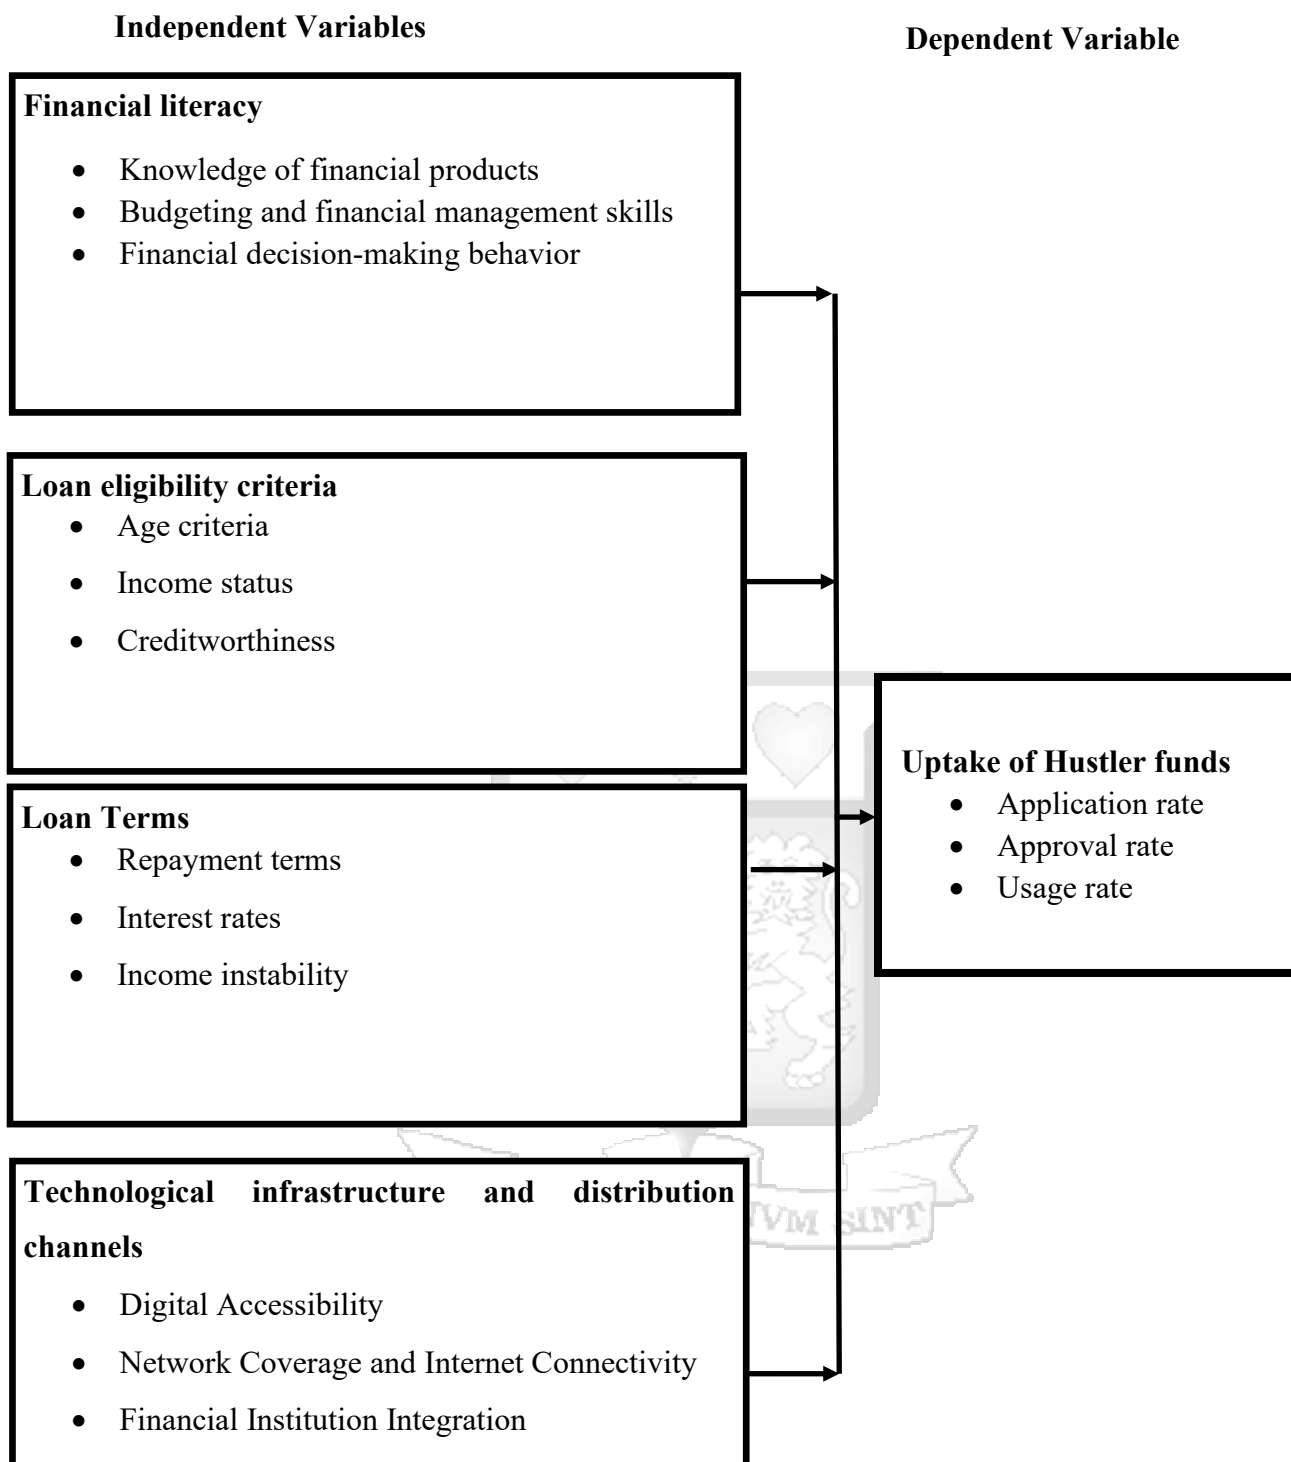 Independent Variables
Dependent Variable
Financial literacy
• Knowledge of financial products
• Budgeting and financial management skills
• Financial decision-making behavior
Loan eligibility criteria
• Age criteria
• Income status
• Creditworthiness
Loan Terms
• Repayment terms
• Interest rates
• Income instability
Technological infrastructure and distribution
channels
• Digital Accessibility
• Network Coverage and Internet Connectivity
• Financial Institution Integration
Uptake of Hustler funds
• Application rate
• Approval rate
• Usage rate
SINT